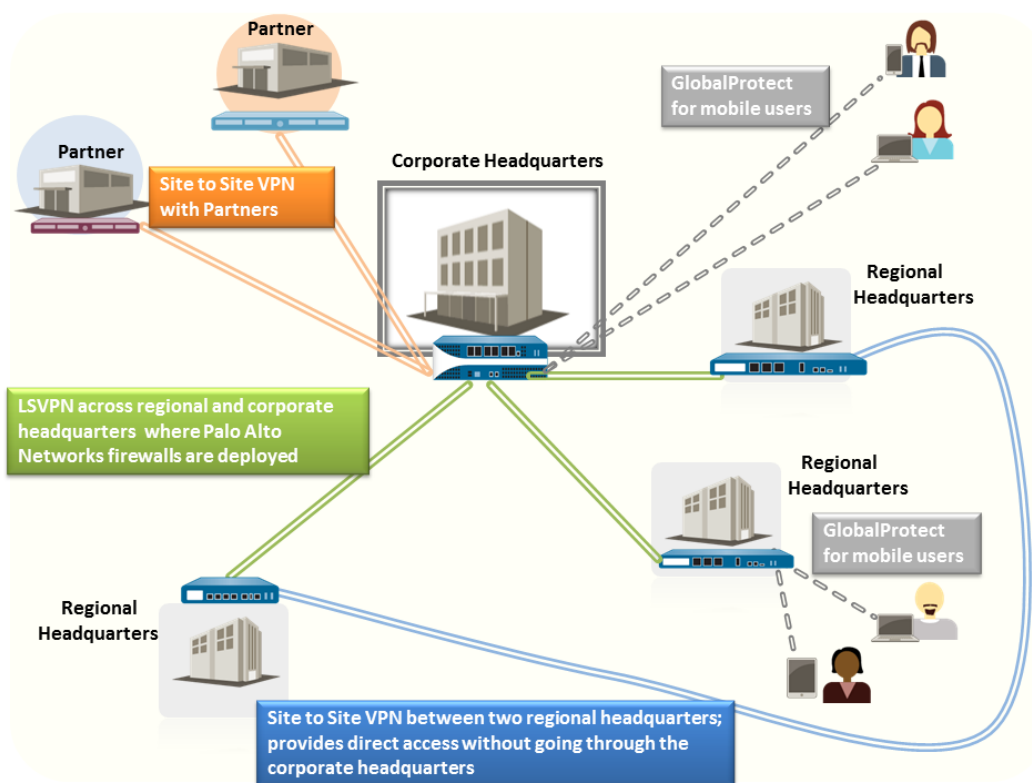 Partner
Partner
GlobalProtect
for mobile users
Corporate Headquarters
Site to Site VPN
with Partners
Regional
Headquarters
LSVPN across regional and corporate
headquarters where Palo Alto
Networks firewalls are deployed
Regional
Headquarters
GlobalProtect
for mobile users
Regional
Headquarters
Site to Site VPN between two regional headquarters;
provides direct access without going through the
corporate headquarters